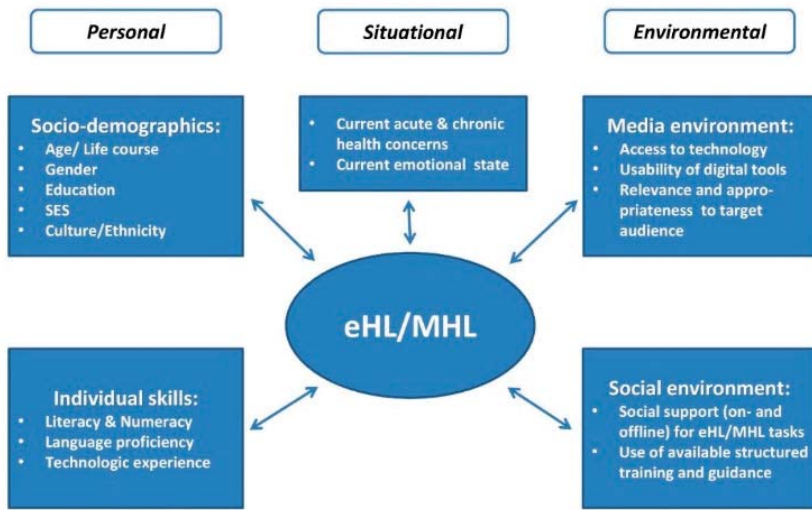 Personal
Situational
Environmental
Socio-demographics:
• Age/ Life course
• Gender
• Education
• SES
• Culture/Ethnicity
• Current acute & chronic
health concerns
• Current emotional state
Media environment:
• Access to technology
• Usability of digital tools
• Relevance and appro-
priateness to target
audience
eHL/MHL
Individual skills:
• Literacy & Numeracy
• Language proficiency
• Technologic experience
Social environment:
• Social support (on- and
offline) for eHL/MHL tasks
• Use of available structured
training and guidance